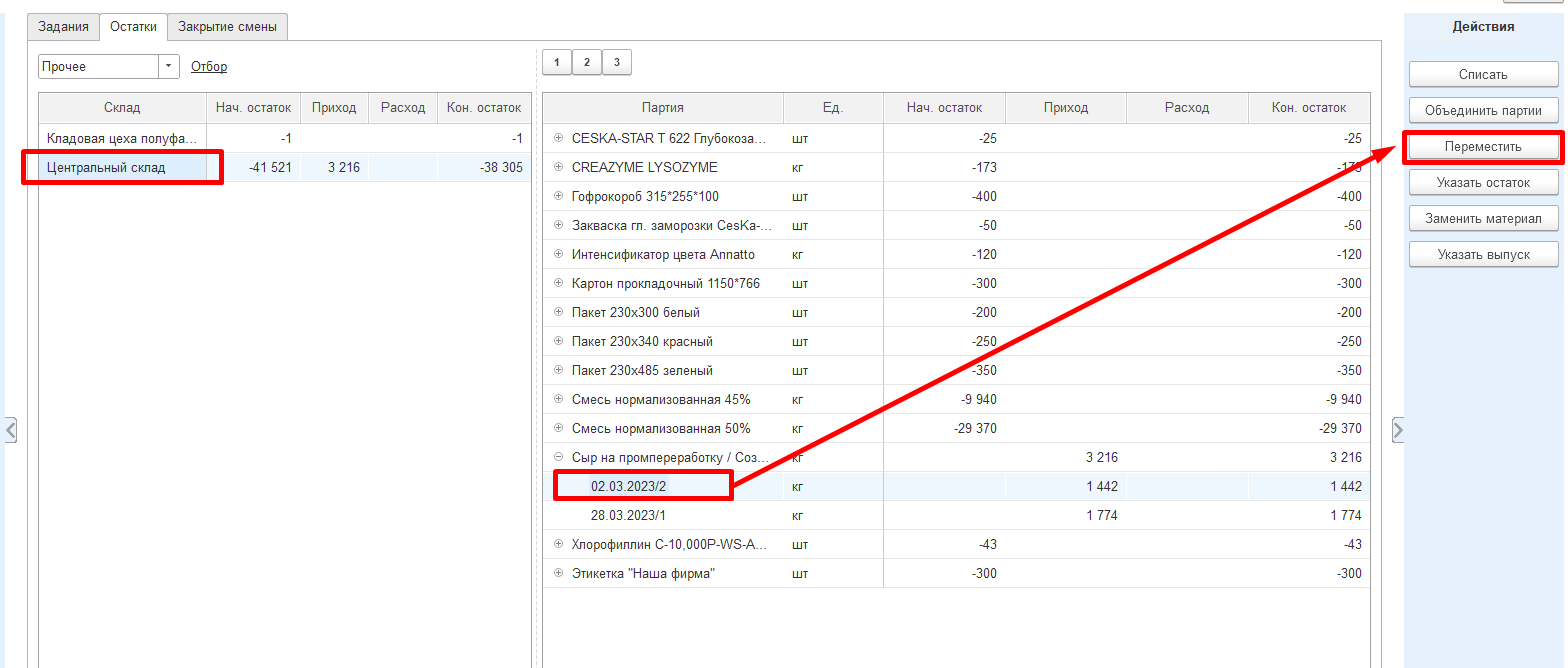 Задания Остатки Закрытие смены
Действия
Прочее Отбор
1 2 3
Склад Нач. остаток Приход Расход Кон. остаток
Кладовая цеха полуфа... -1 -1
Центральный склад -41 521 3 216 -38 305
Партия Ед. Нач. остаток Приход Расход Кон. остаток
CESKA-STAR T 622 Глубокоза... шт -25 -25
CREAZYME LYSOZYME кг -173 -173
Гофрокороб 315*255*100 шт -400 -400
Закваска гл. заморозки CesKa-... шт -50 -50
Интенсификатор цвета Annatto кг -120 -120
Картон прокладочный 1150*766 шт -300 -300
Пакет 230x300 белый шт -200 -200
Пакет 230x340 красный шт -250 -250
Пакет 230x485 зеленый шт -350 -350
Смесь нормализованная 45% кг -9 940 -9 940
Смесь нормализованная 50% кг -29 370 -29 370
Сыр на промпереработку / Соз... кг 3 216 3 216
02.03.2023/2 кг 1 442 1 442
28.03.2023/1 кг 1 774 1 774
Хлорофиллин C-10,000P-WS-A... шт -43 -43
Этикетка "Наша фирма" шт -300 -300
Списать
Объединить партии
Переместить
Указать остаток
Заменить материал
Указать выпуск